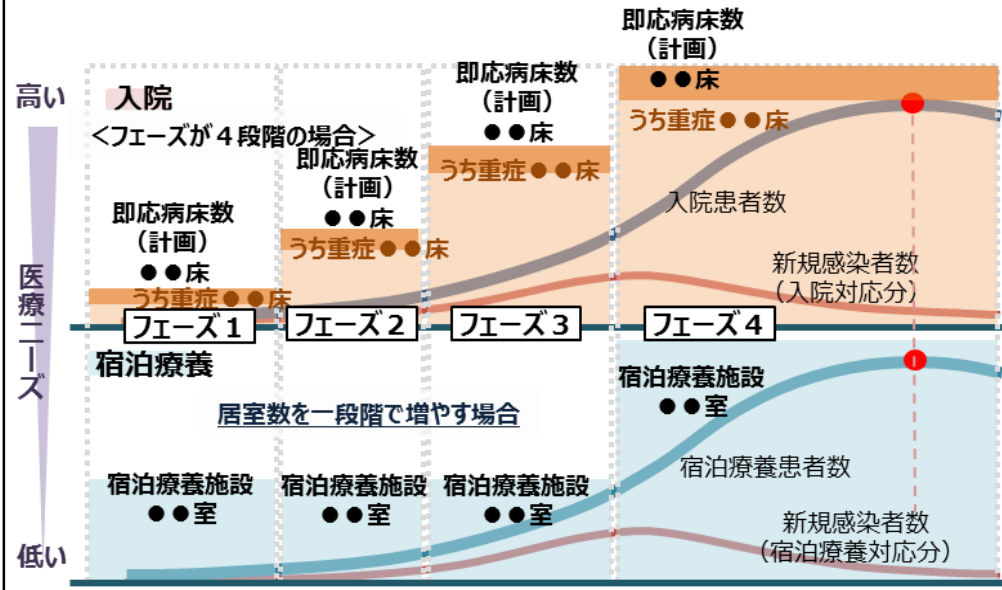 高い
医療ニーズ
低い
入院
<フェーズが4段階の場合>
即応病床数
(計画)
●●床
うち重症●●床
即応病床数
(計画)
●●床
うち重症●●床
即応病床数
(計画)
●●床
うち重症●●床
即応病床数
(計画)
●●床
うち重症●●床
入院患者数
新規感染者数
(入院対応分)
フェーズ1
フェーズ2
フェーズ3
フェーズ4
宿泊療養
居室数を一段階で増やす場合
宿泊療養施設
●●室
宿泊療養施設
●●室
宿泊療養施設
●●室
宿泊療養施設
●●室
宿泊療養患者数
新規感染者数
(宿泊療養対応分)